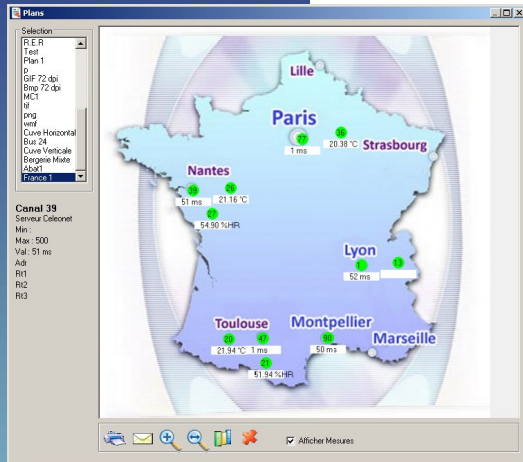 Plans
Selection
R.E.R
Test
Plan 1
p
GIF 72 dpi
Bmp 72 dpi
MC1
tif
png
wmf
Cuve Horizontal
Bus 24
Cuve Verticale
Bergerie Mixte
Abat1
France 1
Canal 39
Serveur Celeonet
Min :
Max : 500
Val : 51 ms
Adr
Rt1
Rt2
Rt3
Lille
Paris
27
1 ms
36
20.38 °C
Strasbourg
Nantes
39
51 ms
26
21.16 °C
27
54.90 %HR
Lyon
1
52 ms
13
Toulouse
20
21.94 °C
47
1 ms
21
51.94 %HR
Montpellier
90
50 ms
Marseille
Afficher Mesures